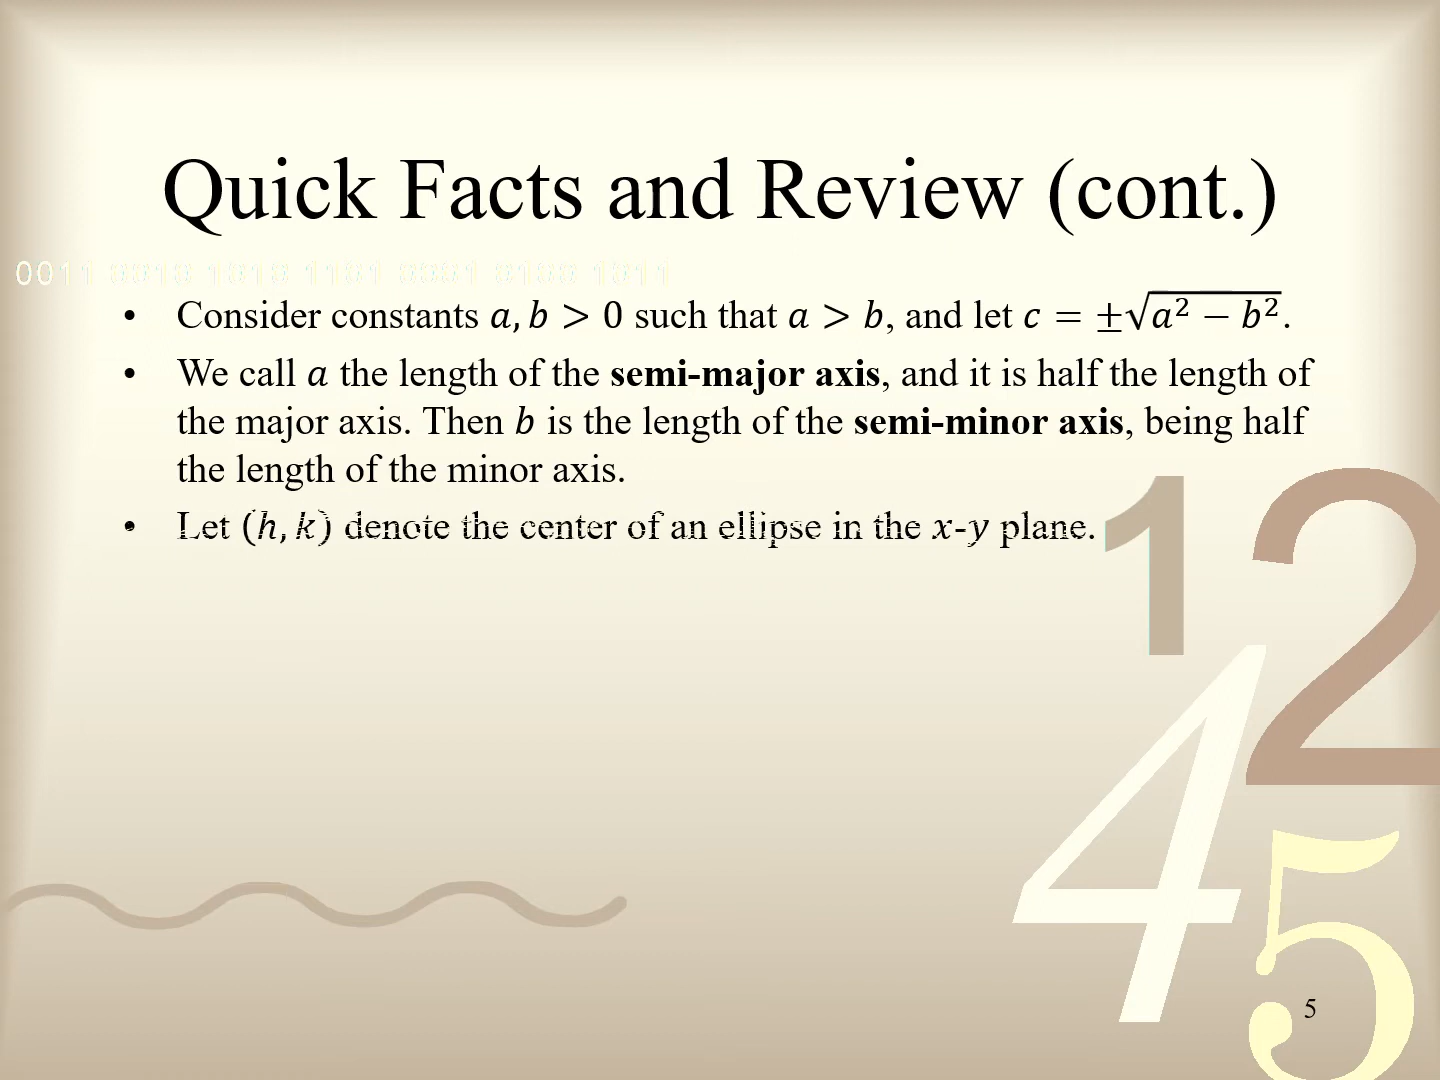 Quick Facts and Review (cont.)
0011 0010 1010 1101 0001 0100 1011
• Consider constants 𝑎, 𝑏 > 0 such that 𝑎 > 𝑏, and let 𝑐 = ±√(𝑎² − 𝑏²).
• We call 𝑎 the length of the semi-major axis, and it is half the length of
the major axis. Then 𝑏 is the length of the semi-minor axis, being half
the length of the minor axis.
• Let (ℎ, 𝑘) denote the center of an ellipse in the 𝑥-𝑦 plane.
1 2
4
5
5